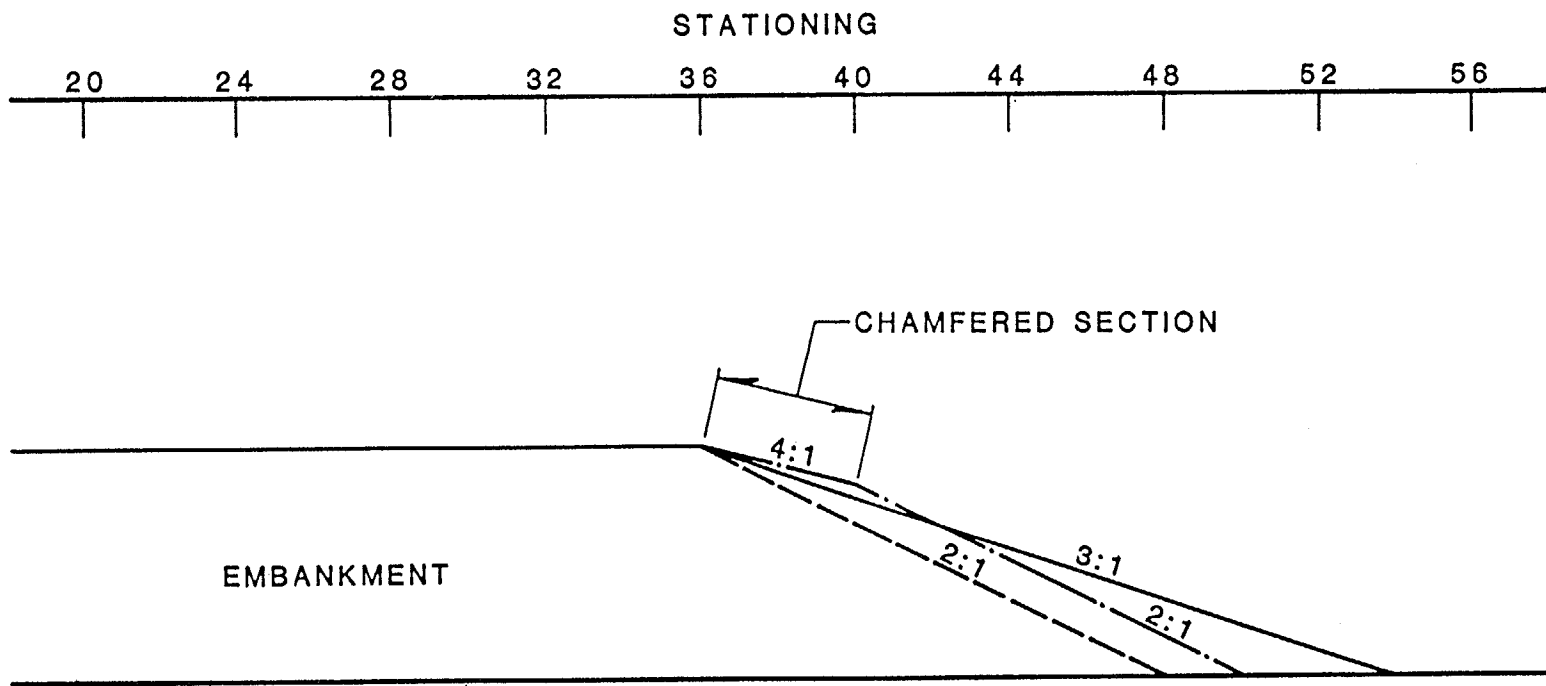 STATIONING
20 24 28 32 36 40 44 48 52 56
CHAMFERED SECTION
4:1
2:1
3:1
EMBANKMENT
2:1